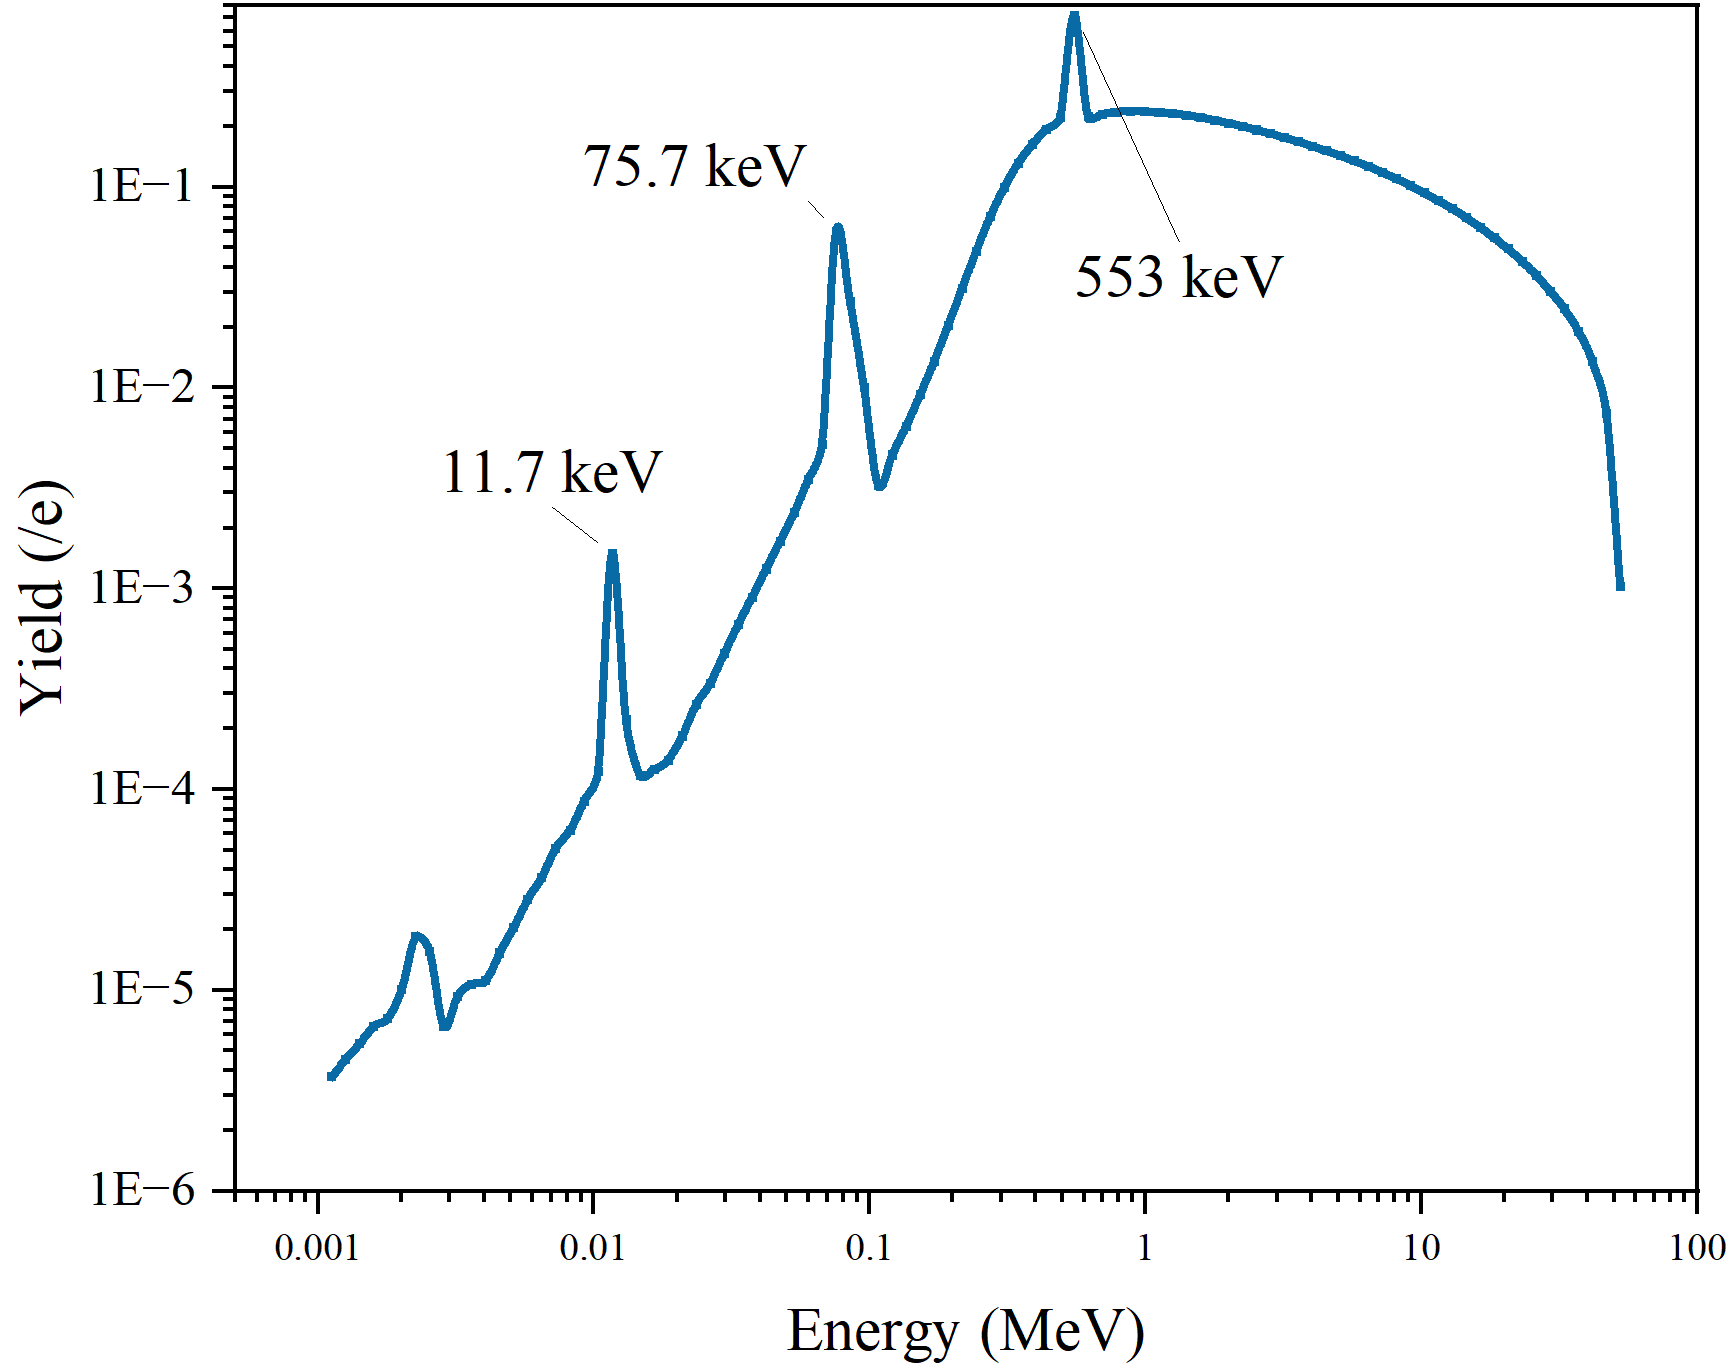 553 keV
75.7 keV
11.7 keV
Yield (/e)
1E−1
1E−2
1E−3
1E−4
1E−5
1E−6
0.001
0.01
0.1
1
10
100
Energy (MeV)